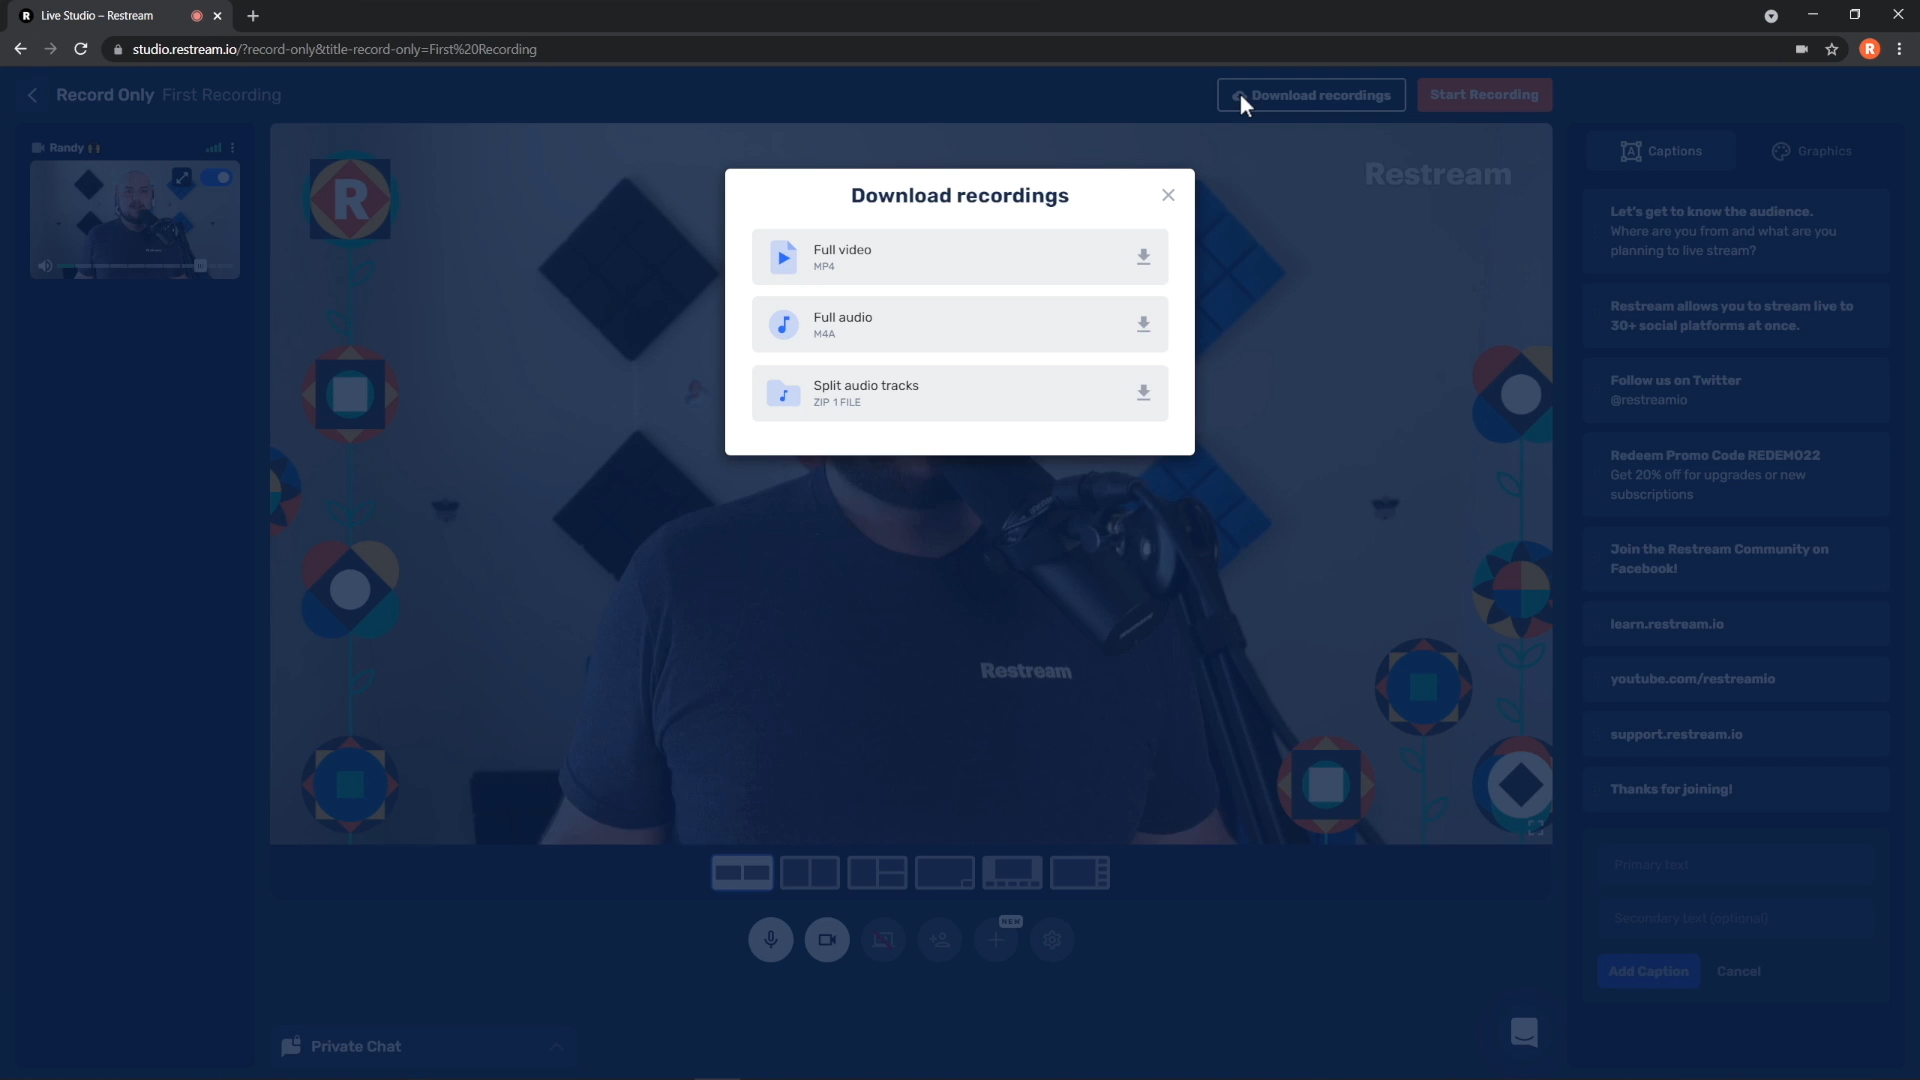 R Live Studio – Restream
studio.restream.io/?record-only&title-record-only=First%20Recording
R
Record Only First Recording
Download recordings
Start Recording
Randy
Captions
Graphics
R
Restream
Download recordings
Full video
MP4
Full audio
M4A
Split audio tracks
ZIP 1 FILE
Restream
Let's get to know the audience.
Where are you from and what are you
planning to live stream?
Restream allows you to stream live to
30+ social platforms at once.
Follow us on Twitter
@restreamio
Redeem Promo Code REDEMO22
Get 20% off for upgrades or new
subscriptions
Join the Restream Community on
Facebook!
learn.restream.io
youtube.com/restreamio
support.restream.io
Thanks for joining!
Primary text
Secondary text (optional)
Add Caption
Cancel
NEW
Private Chat